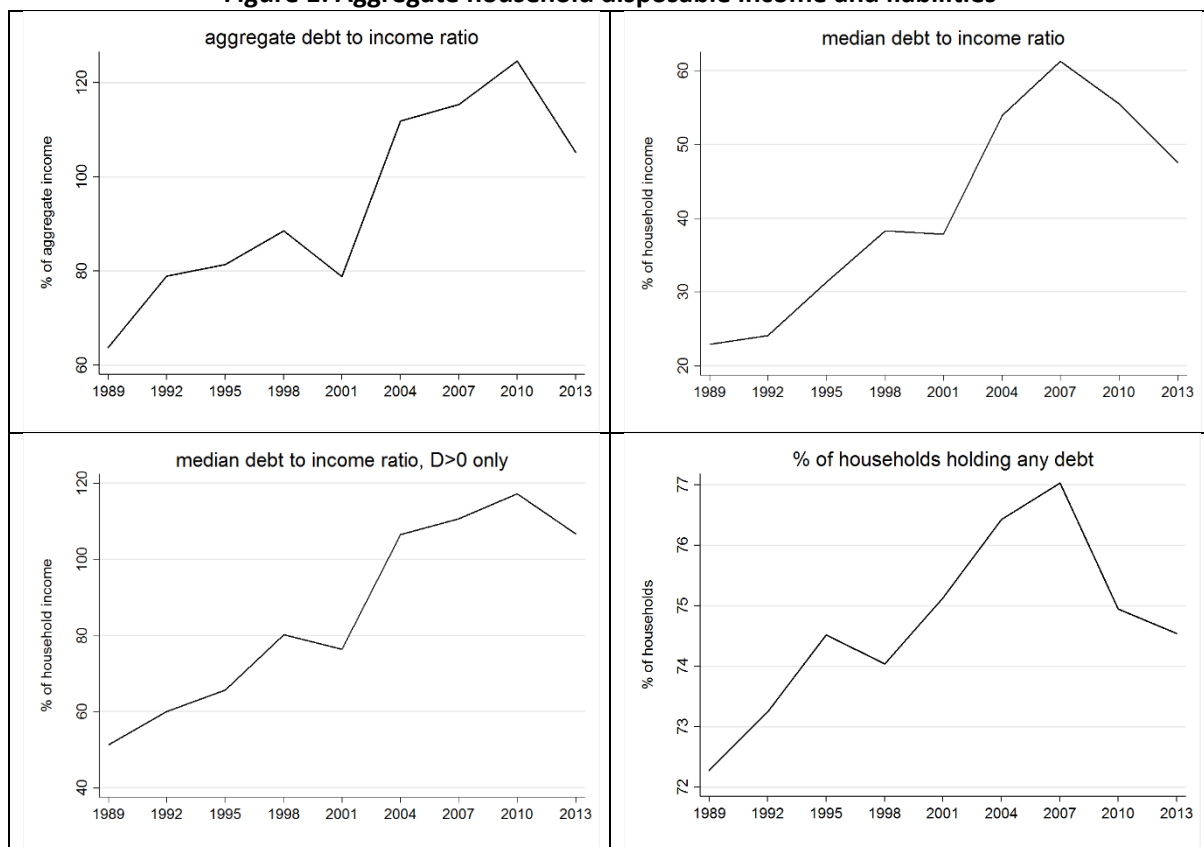 Figure 1: Aggregate household disposable income and liabilities
aggregate debt to income ratio
% of aggregate income
120
100
80
60
1989 1992 1995 1998 2001 2004 2007 2010 2013
median debt to income ratio
% of household income
60
50
40
30
20
1989 1992 1995 1998 2001 2004 2007 2010 2013
median debt to income ratio, D>0 only
% of household income
120
100
80
60
40
1989 1992 1995 1998 2001 2004 2007 2010 2013
% of households holding any debt
% of households
77
76
75
74
73
72
1989 1992 1995 1998 2001 2004 2007 2010 2013